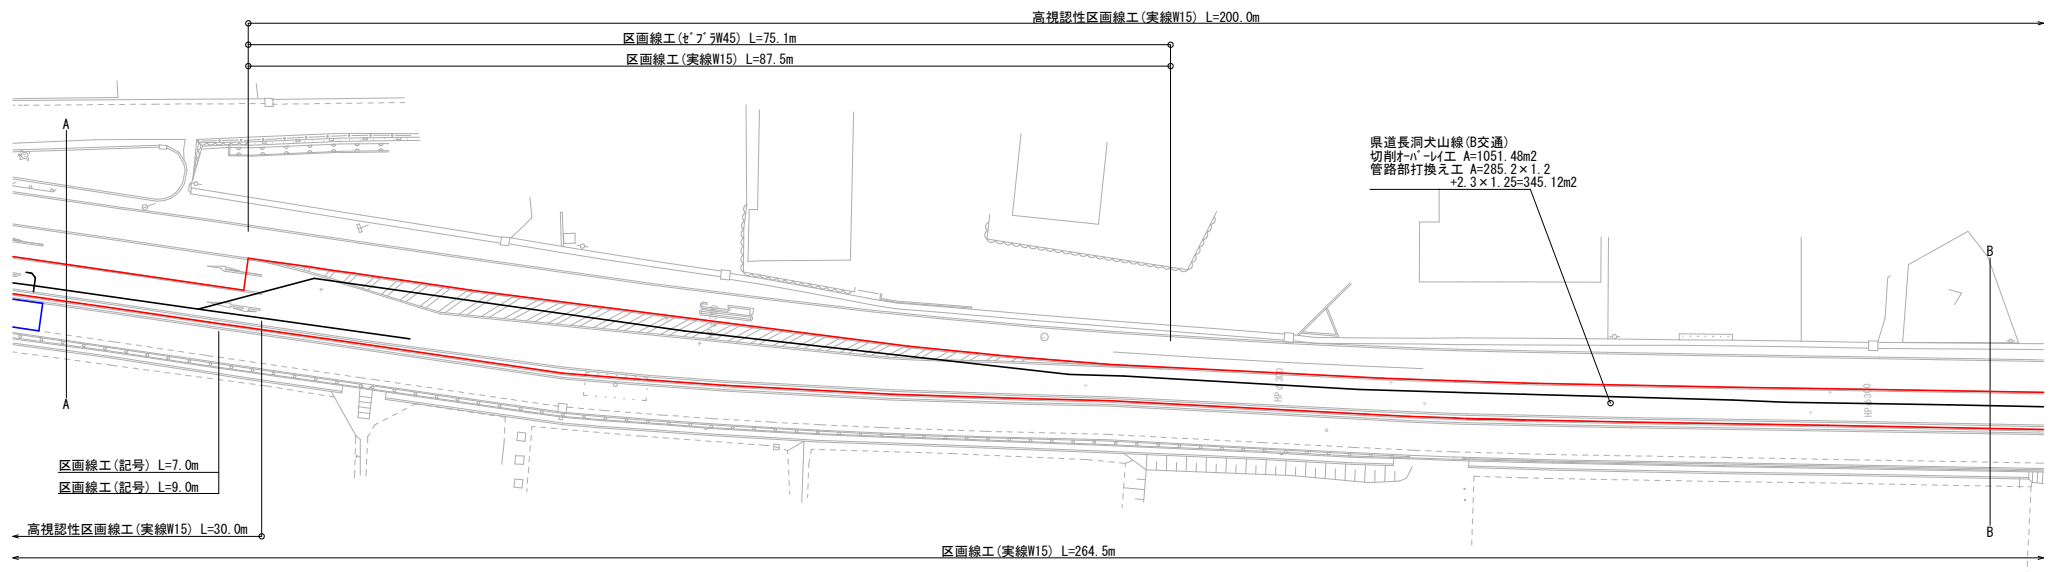 高視認性区画線工(実線W15) L=200.0m
区画線工(ｾﾞﾌﾞﾗW45) L=75.1m
区画線工(実線W15) L=87.5m
A
県道長洞犬山線(B交通)
切削ｵｰﾊﾞｰﾚｲ工 A=1051.48m2
管路部打換え工 A=285.2×1.2
+2.3×1.25=345.12m2
B
HPφ300
HPφ300
A
区画線工(記号) L=7.0m
区画線工(記号) L=9.0m
高視認性区画線工(実線W15) L=30.0m
B
区画線工(実線W15) L=264.5m